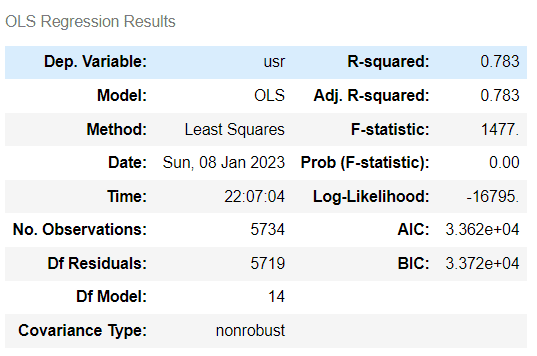 OLS Regression Results
Dep. Variable: usr R-squared: 0.783
Model: OLS Adj. R-squared: 0.783
Method: Least Squares F-statistic: 1477.
Date: Sun, 08 Jan 2023 Prob (F-statistic): 0.00
Time: 22:07:04 Log-Likelihood: -16795.
No. Observations: 5734 AIC: 3.362e+04
Df Residuals: 5719 BIC: 3.372e+04
Df Model: 14
Covariance Type: nonrobust